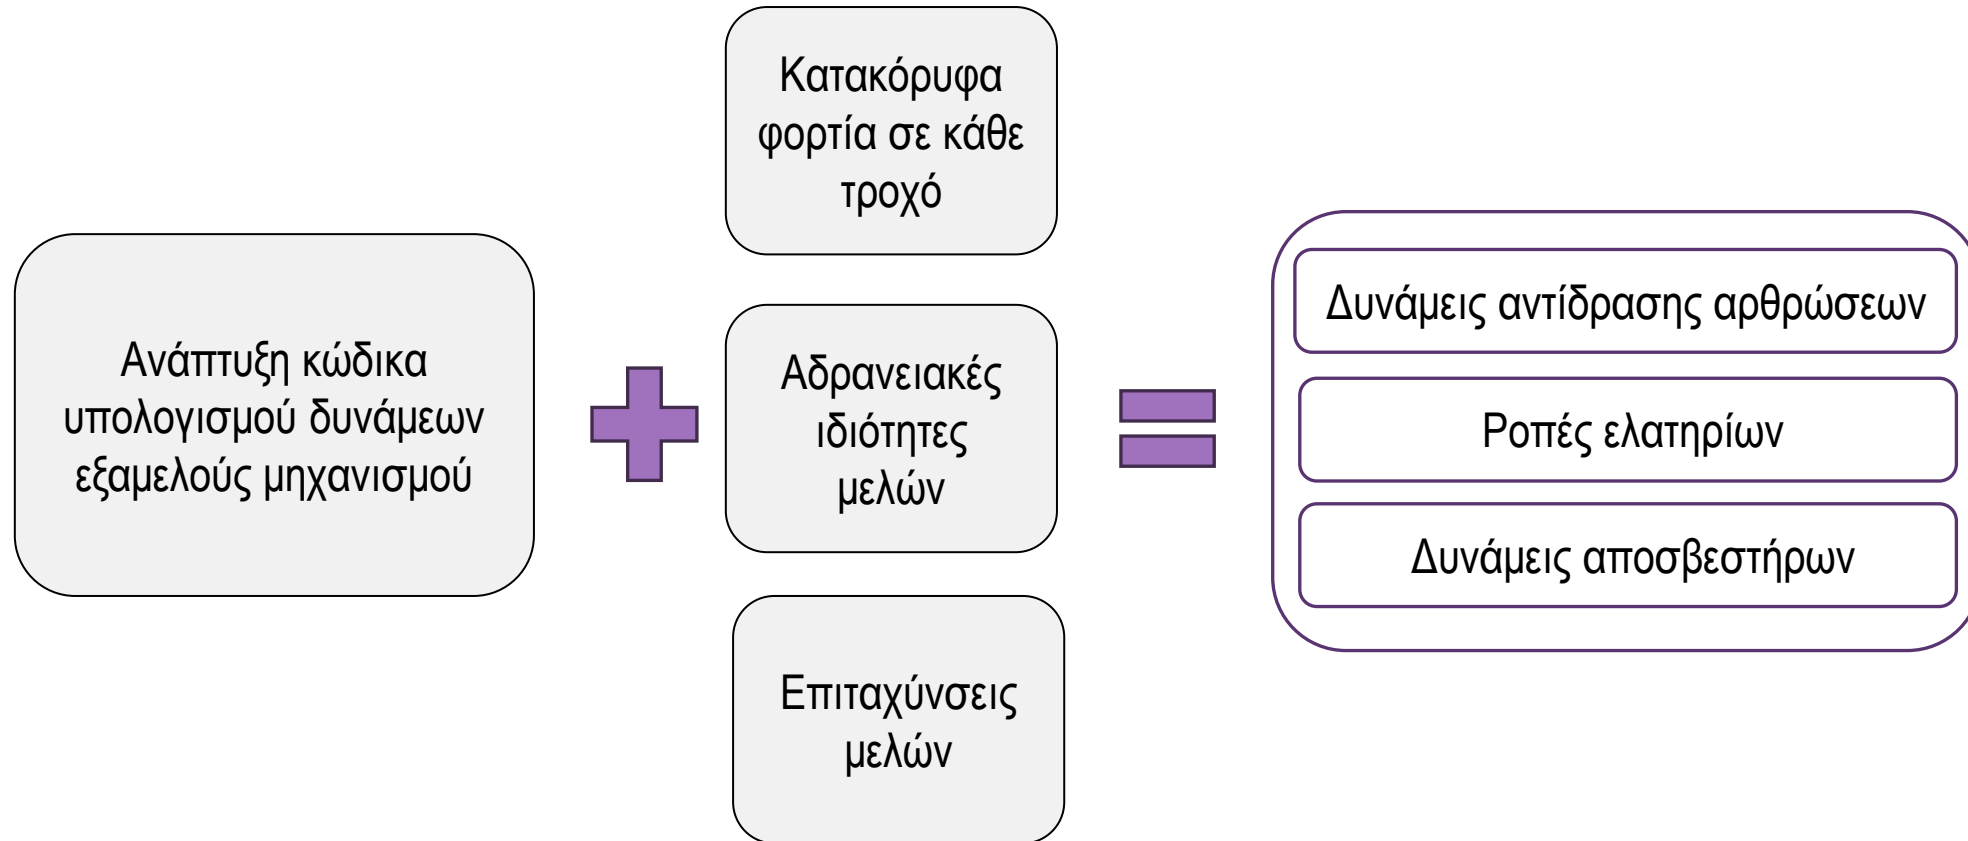 Ανάπτυξη κώδικα
υπολογισμού δυνάμεων
εξαμελούς μηχανισμού
Κατακόρυφα
φορτία σε κάθε
τροχό
Αδρανειακές
ιδιότητες
μελών
Επιταχύνσεις
μελών
Δυνάμεις αντίδρασης αρθρώσεων
Ροπές ελατηρίων
Δυνάμεις αποσβεστήρων